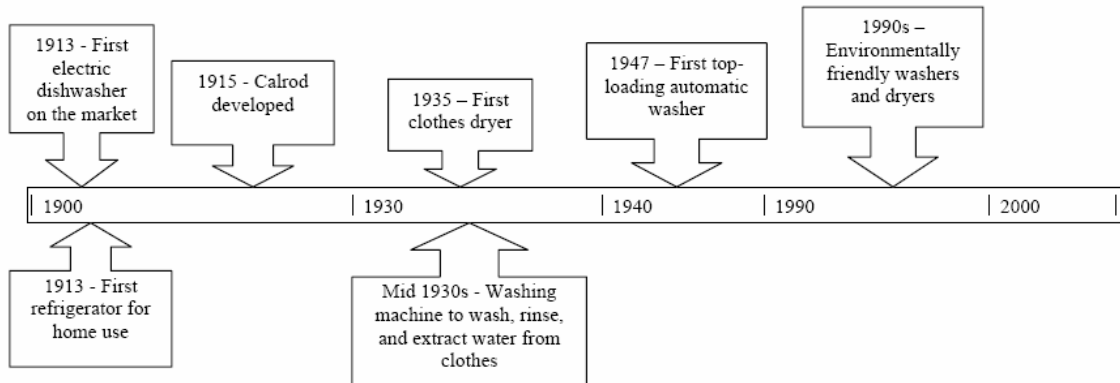 1913 - First
electric
dishwasher
on the market
1915 - Calrod
developed
1935 – First
clothes dryer
1947 – First top-
loading automatic
washer
1990s –
Environmentally
friendly washers
and dryers
1900
1930
1940
1990
2000
1913 - First
refrigerator for
home use
Mid 1930s - Washing
machine to wash, rinse,
and extract water from
clothes